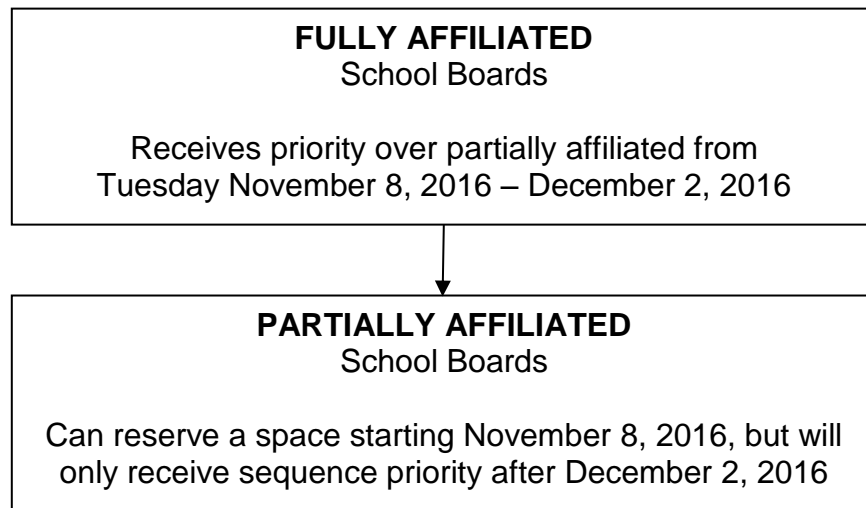 FULLY AFFILIATED
School Boards
Receives priority over partially affiliated from
Tuesday November 8, 2016 – December 2, 2016
PARTIALLY AFFILIATED
School Boards
Can reserve a space starting November 8, 2016, but will
only receive sequence priority after December 2, 2016